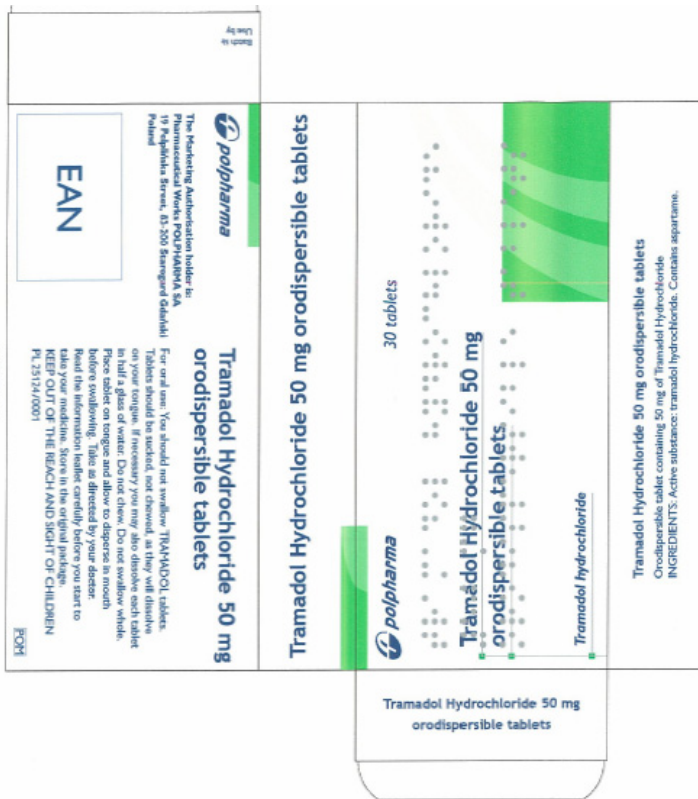 Batch №
Use by
polpharma
Tramadol Hydrochloride 50 mg
orodispersible tablets
The Marketing Authorisation holder is:
Pharmaceutical Works POLPHARMA SA
19 Pelplińska Street, 83-200 Starogard Gdański
Poland
For oral use. You should not swallow TRAMADOL tablets.
Tablets should be sucked, not chewed, as they will dissolve
on your tongue. If necessary you may also dissolve each tablet
in half a glass of water. Do not chew. Do not swallow whole.
Place tablet on tongue and allow to disperse in mouth
before swallowing. Take as directed by your doctor.
Read the information leaflet carefully before you start to
take your medicine. Store in the original package.
KEEP OUT OF THE REACH AND SIGHT OF CHILDREN
PL 25124/0001
EAN
POM
Tramadol Hydrochloride 50 mg orodispersible tablets
30 tablets
polpharma
Tramadol Hydrochloride 50 mg
orodispersible tablets
Tramadol hydrochloride
Tramadol Hydrochloride 50 mg orodispersible tablets
Orodispersible tablet containing 50 mg of Tramadol Hydrochloride
INGREDIENTS: Active substance: tramadol hydrochloride. Contains aspartame.
Tramadol Hydrochloride 50 mg
orodispersible tablets